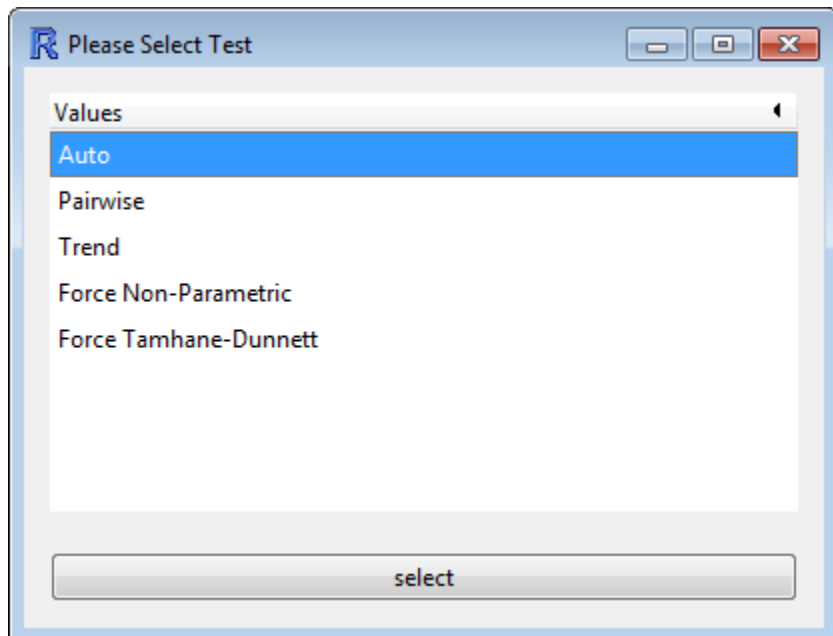 Please Select Test
Values
Auto
Pairwise
Trend
Force Non-Parametric
Force Tamhane-Dunnett
select